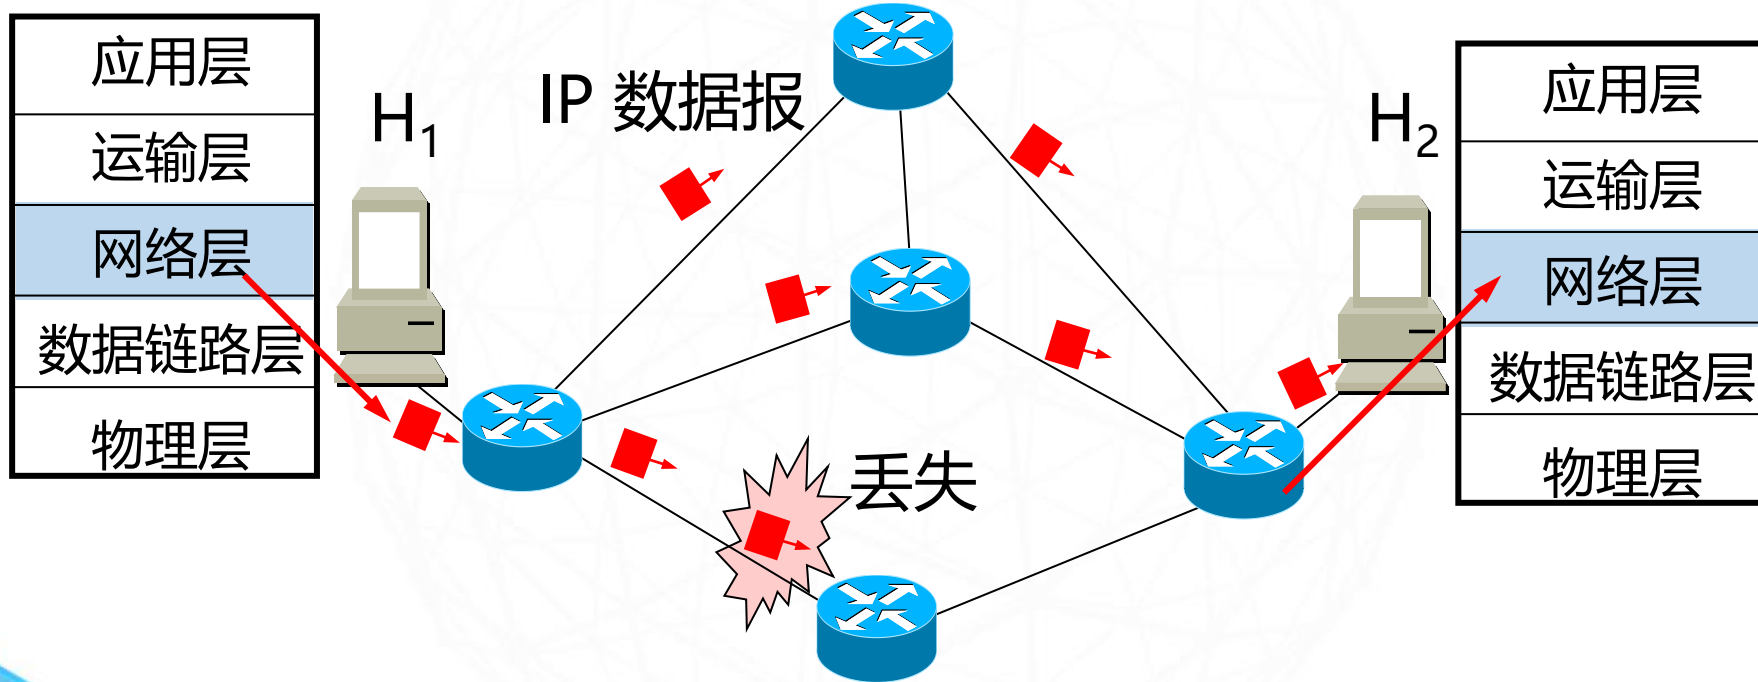 应用层
运输层
网络层
数据链路层
物理层
H1
IP 数据报
丢失
H2
应用层
运输层
网络层
数据链路层
物理层